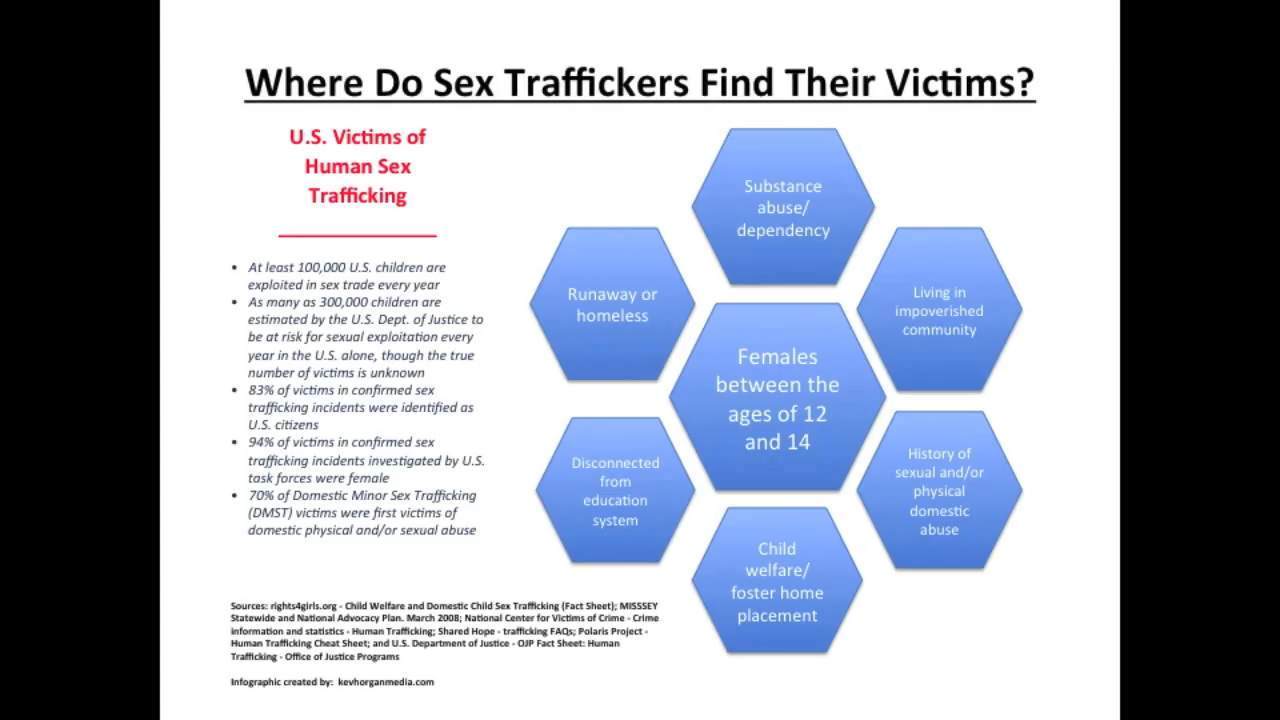 Where Do Sex Traffickers Find Their Victims?
U.S. Victims of
Human Sex
Trafficking
• At least 100,000 U.S. children are
exploited in sex trade every year
• As many as 300,000 children are
estimated by the U.S. Dept. of Justice to
be at risk for sexual exploitation every
year in the U.S. alone, though the true
number of victims is unknown
• 83% of victims in confirmed sex
trafficking incidents were identified as
U.S. citizens
• 94% of victims in confirmed sex
trafficking incidents investigated by U.S.
task forces were female
• 70% of Domestic Minor Sex Trafficking
(DMST) victims were first victims of
domestic physical and/or sexual abuse
Substance
abuse/
dependency
Runaway or
homeless
Living in
impoverished
community
Females
between the
ages of 12
and 14
Disconnected
from
education
system
History of
sexual and/or
physical
domestic
abuse
Child
welfare/
foster home
placement
Sources: rights4girls.org - Child Welfare and Domestic Child Sex Trafficking (Fact Sheet); MISSSEY
Statewide and National Advocacy Plan. March 2008; National Center for Victims of Crime - Crime
information and statistics - Human Trafficking; Shared Hope - trafficking FAQs; Polaris Project -
Human Trafficking Cheat Sheet; and U.S. Department of Justice - OJP Fact Sheet: Human
Trafficking - Office of Justice Programs
Infographic created by: kevhorganmedia.com